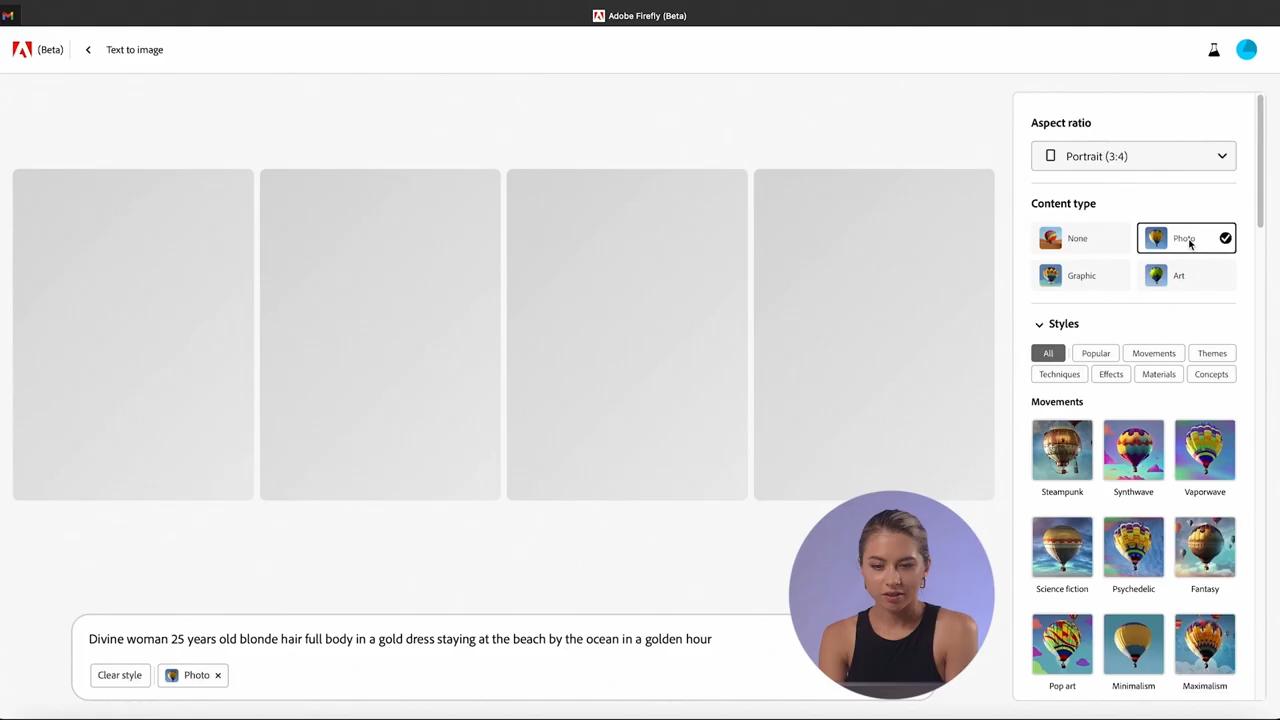 Adobe Firefly (Beta)
(Beta)
Text to image
Aspect ratio
Portrait (3:4)
Content type
None
Photo
Graphic
Art
Styles
All
Popular
Movements
Themes
Techniques
Effects
Materials
Concepts
Movements
Steampunk
Synthwave
Vaporwave
Science fiction
Psychedelic
Fantasy
Pop art
Minimalism
Maximalism
Divine woman 25 years old blonde hair full body in a gold dress staying at the beach by the ocean in a golden hour
Clear style
Photo ×